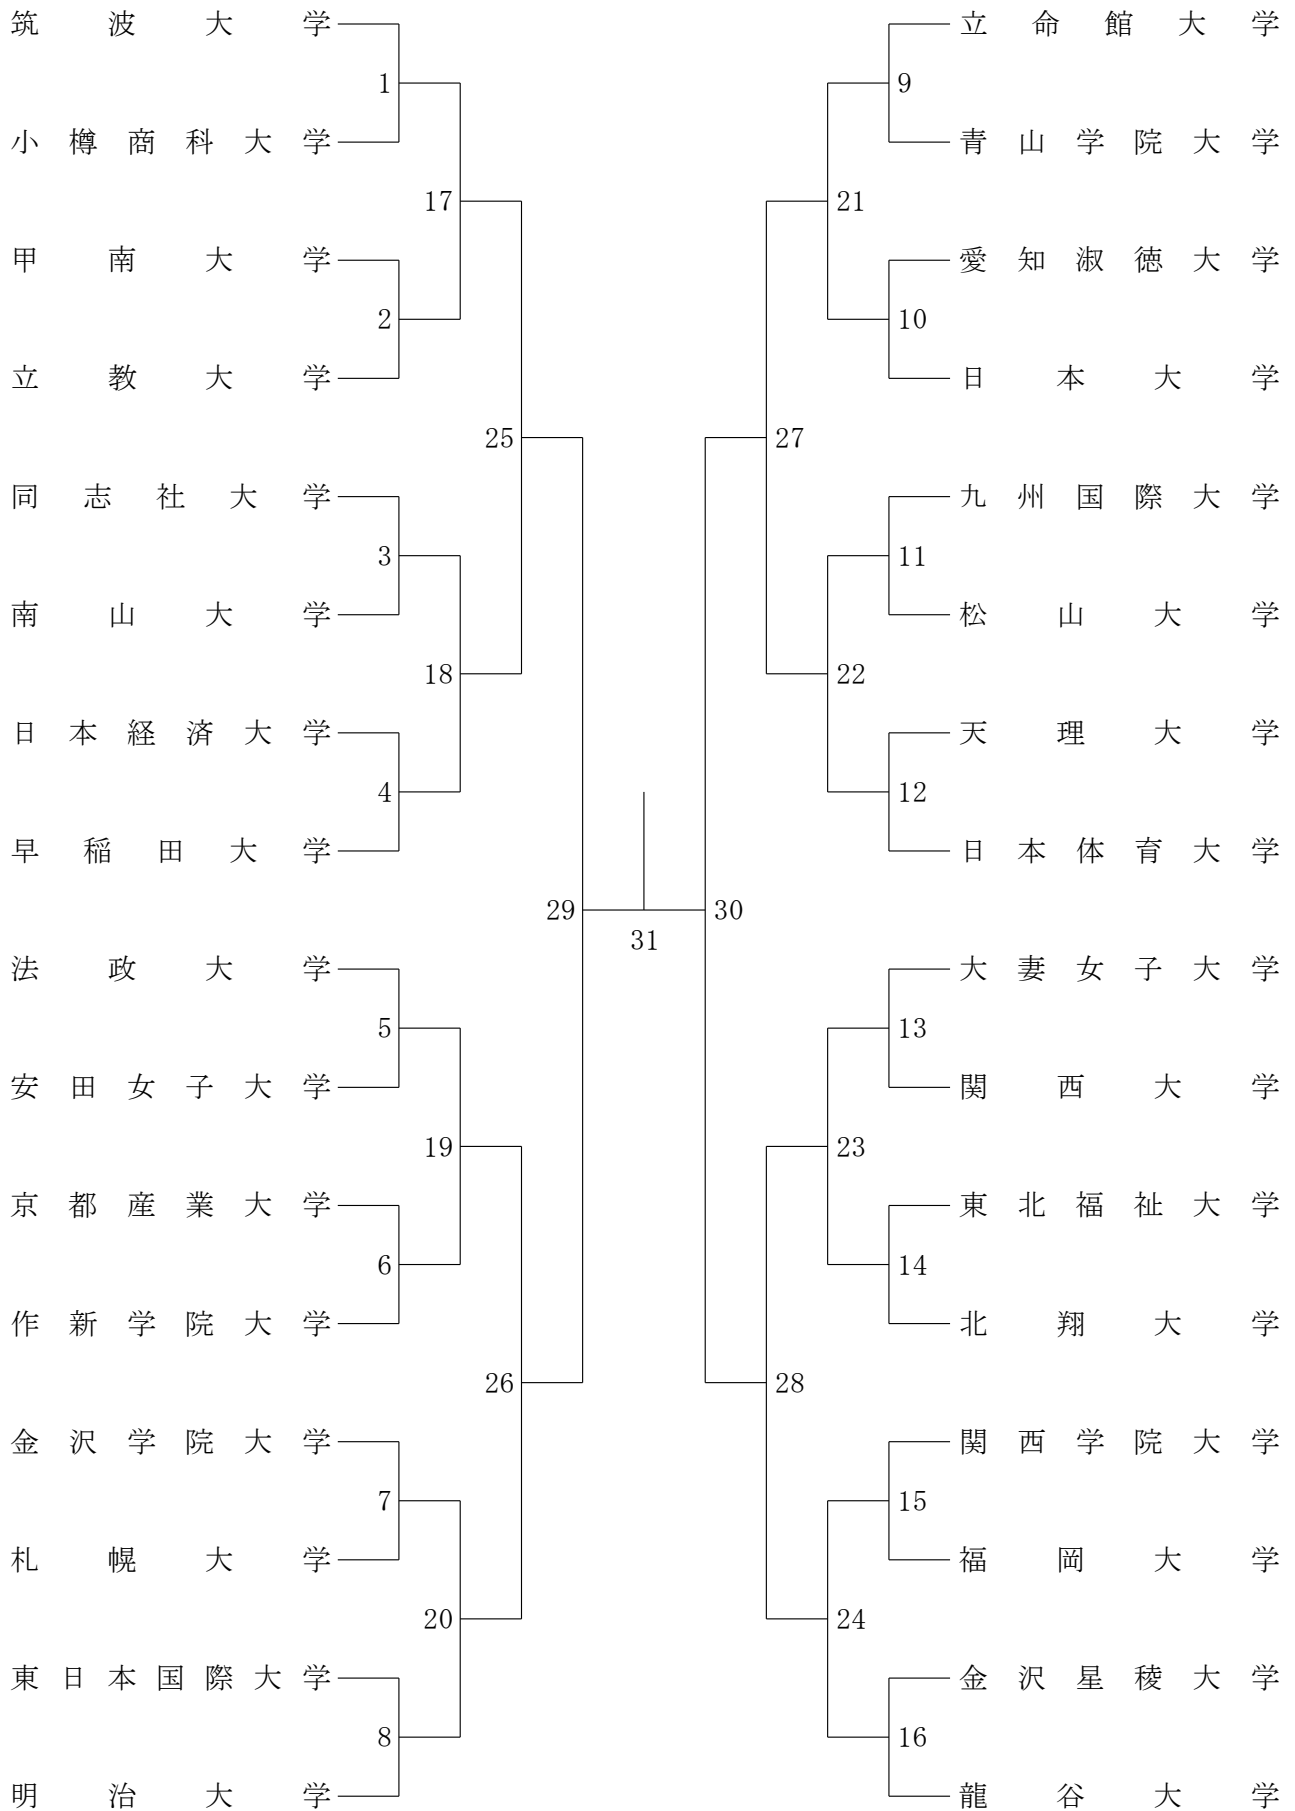 筑波大学
1
小樽商科大学
17
甲南大学
2
立教大学
25
同志社大学
3
南山大学
18
日本経済大学
4
早稲田大学
29
法政大学
5
安田女子大学
19
京都産業大学
6
作新学院大学
26
金沢学院大学
7
札幌大学
20
東日本国際大学
8
明治大学
31
立命館大学
9
青山学院大学
21
愛知淑徳大学
10
日本大学
27
九州国際大学
11
松山大学
22
天理大学
12
日本体育大学
30
大妻女子大学
13
関西大学
23
東北福祉大学
14
北翔大学
28
関西学院大学
15
福岡大学
24
金沢星稜大学
16
龍谷大学